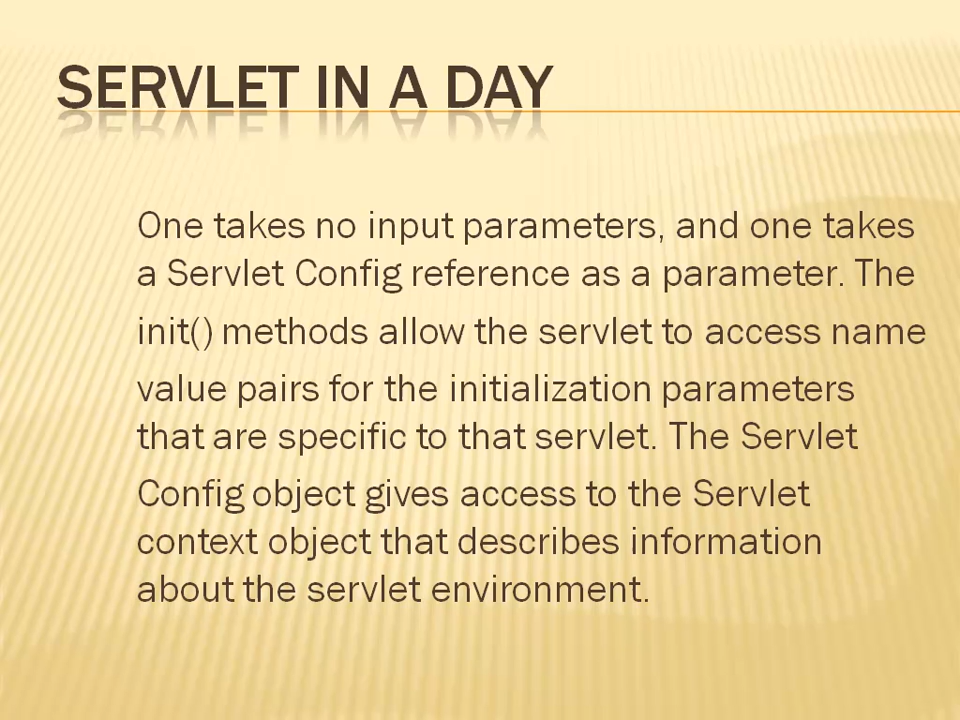 SERVLET IN A DAY
One takes no input parameters, and one takes
a Servlet Config reference as a parameter. The
init() methods allow the servlet to access name
value pairs for the initialization parameters
that are specific to that servlet. The Servlet
Config object gives access to the Servlet
context object that describes information
about the servlet environment.